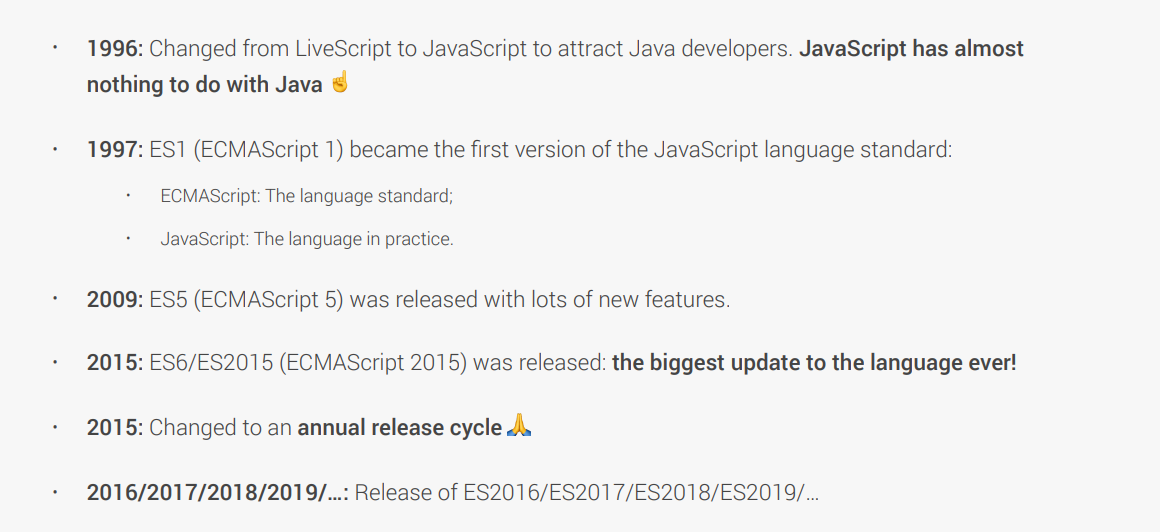 • 1996: Changed from LiveScript to JavaScript to attract Java developers. JavaScript has almost
nothing to do with Java ☝️
• 1997: ES1 (ECMAScript 1) became the first version of the JavaScript language standard:
• ECMAScript: The language standard;
• JavaScript: The language in practice.
• 2009: ES5 (ECMAScript 5) was released with lots of new features.
• 2015: ES6/ES2015 (ECMAScript 2015) was released: the biggest update to the language ever!
• 2015: Changed to an annual release cycle 🙏
• 2016/2017/2018/2019/…: Release of ES2016/ES2017/ES2018/ES2019/…